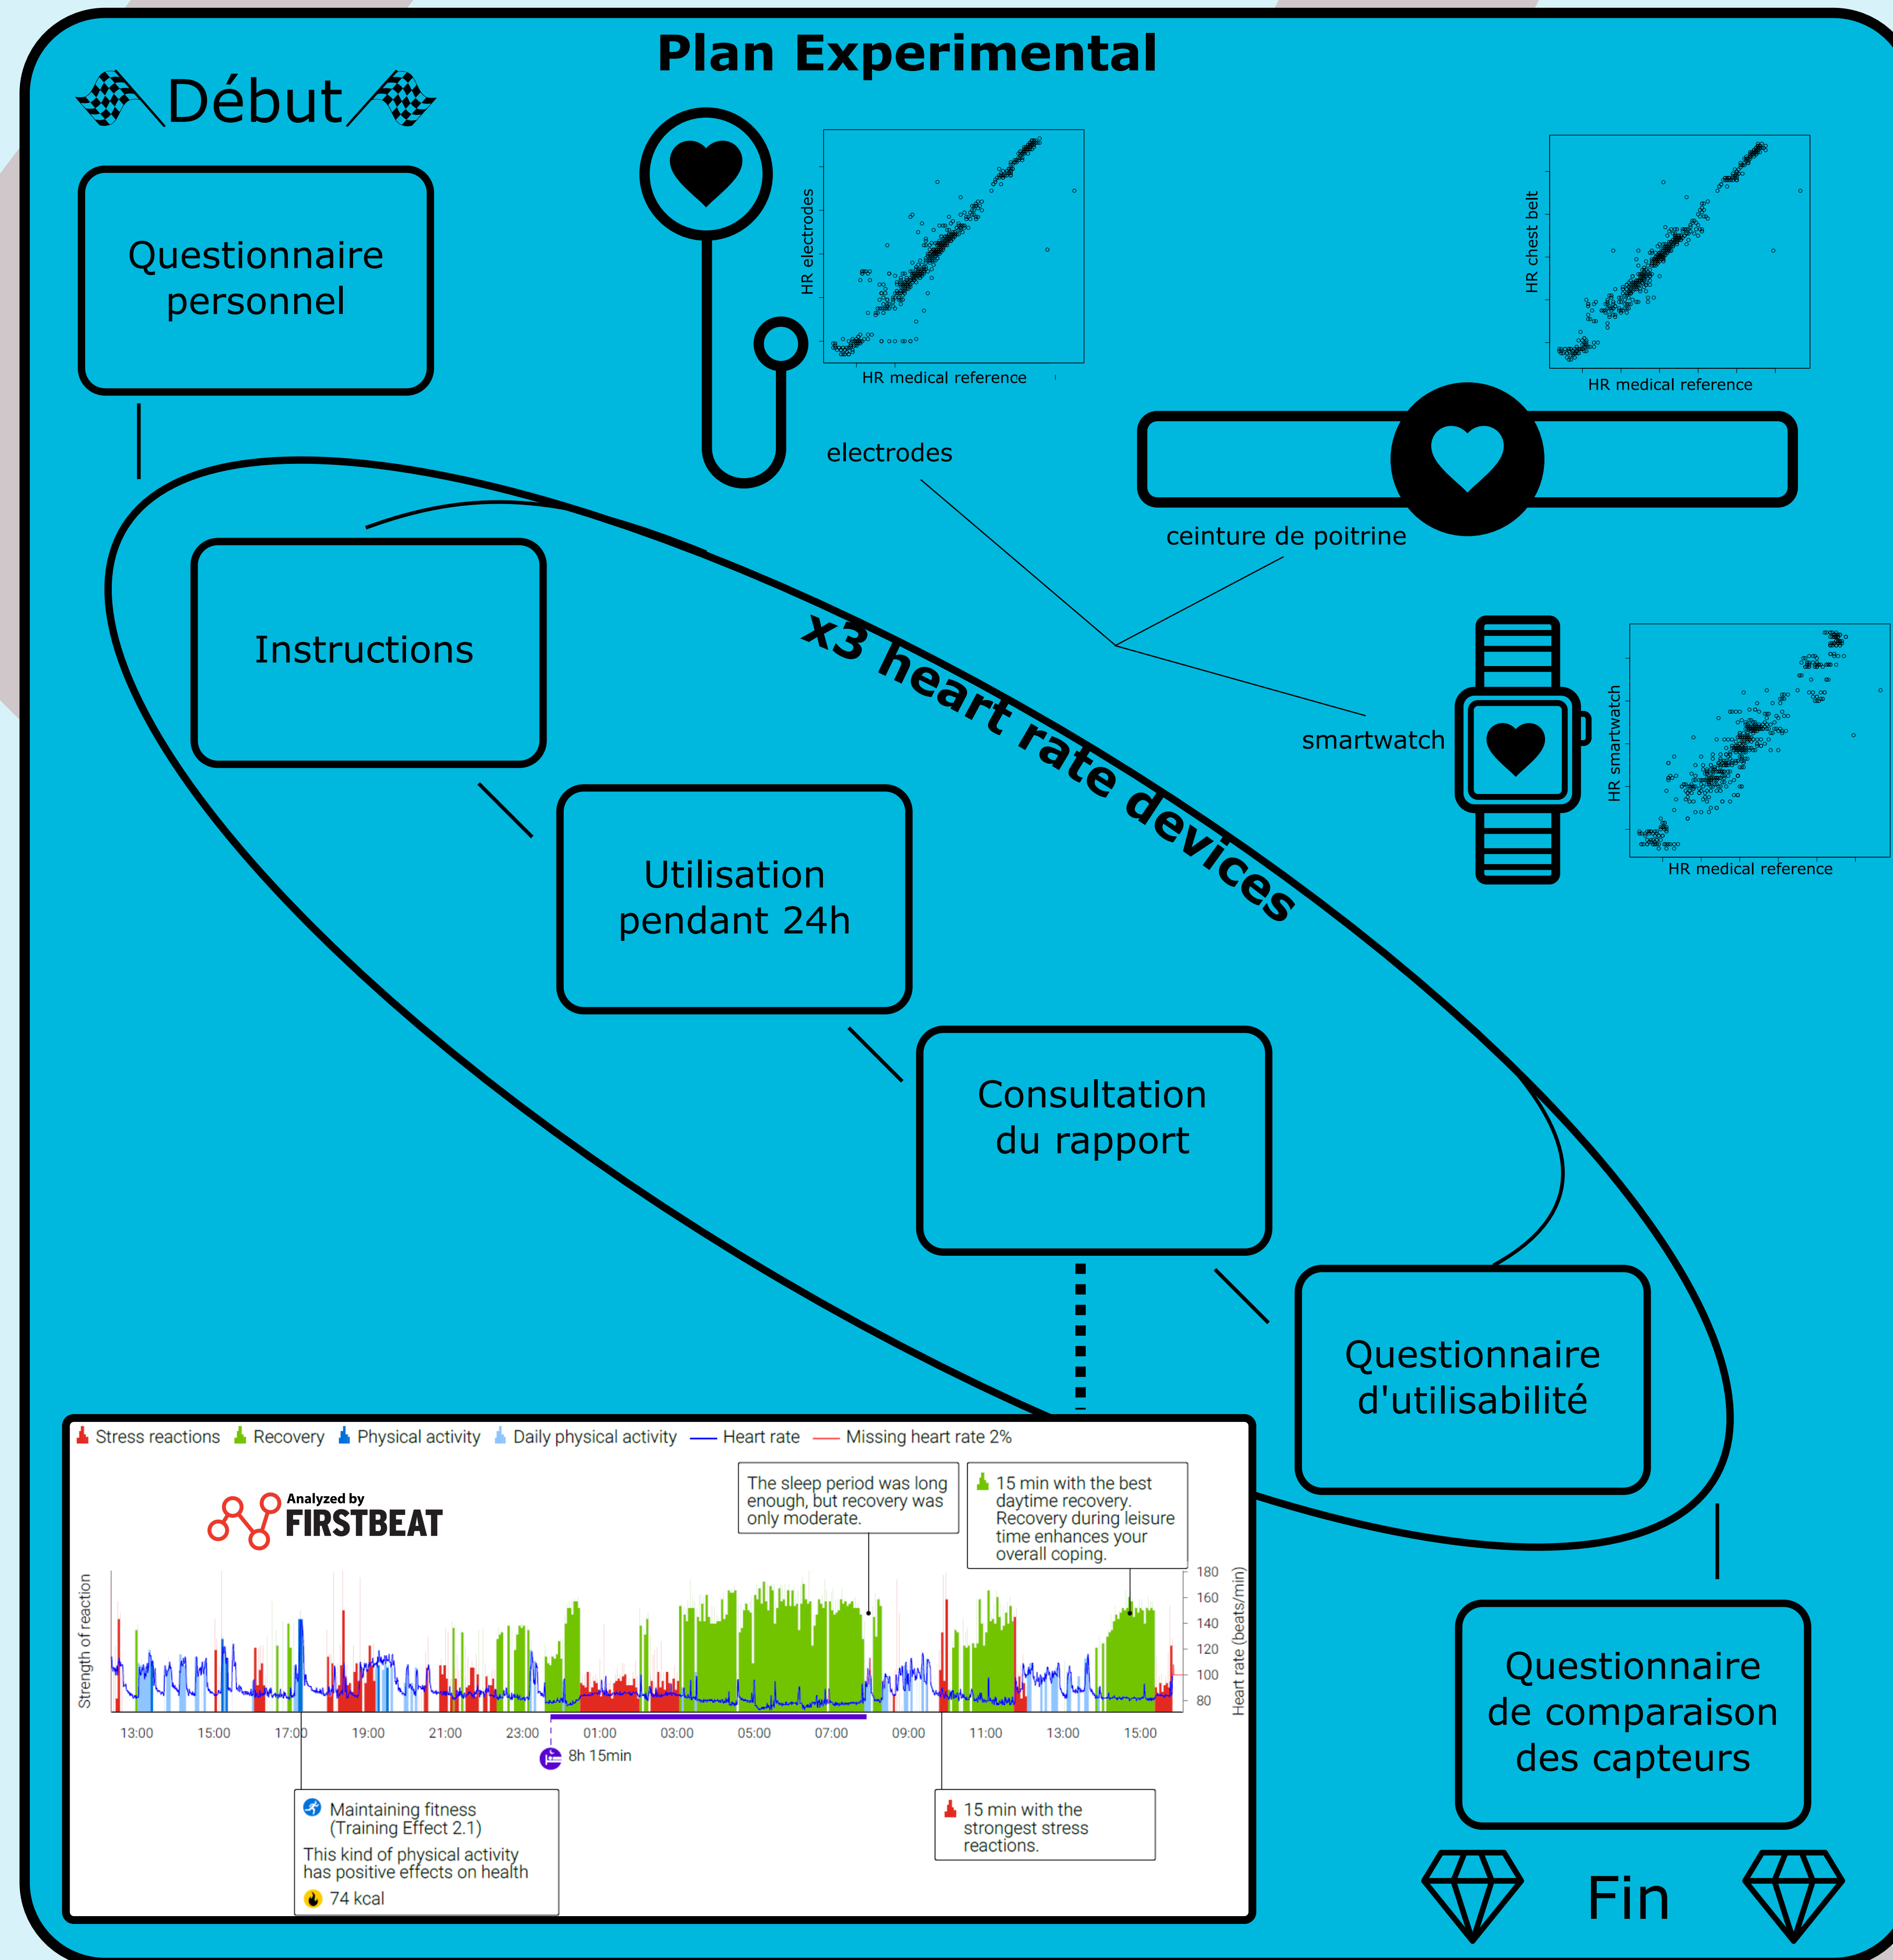 Plan Experimental
Début
Questionnaire
personnel
HR electrodes
HR medical reference
electrodes
HR chest belt
HR medical reference
ceinture de poitrine
smartwatch
HR smartwatch
HR medical reference
x3 heart rate devices
Instructions
Utilisation
pendant 24h
Consultation
du rapport
Questionnaire
d'utilisabilité
Stress reactions Recovery Physical activity Daily physical activity Heart rate Missing heart rate 2%
Analyzed by
FIRSTBEAT
The sleep period was long
enough, but recovery was
only moderate.
15 min with the best
daytime recovery.
Recovery during leisure
time enhances your
overall coping.
Strength of reaction
180
160
140
120
100
80
Heart rate (beats/min)
13:00 15:00 17:00 19:00 21:00 23:00 01:00 03:00 05:00 07:00 09:00 11:00 13:00 15:00
8h 15min
Maintaining fitness
(Training Effect 2.1)
This kind of physical activity
has positive effects on health
74 kcal
15 min with the
strongest stress
reactions.
Questionnaire
de comparaison
des capteurs
Fin